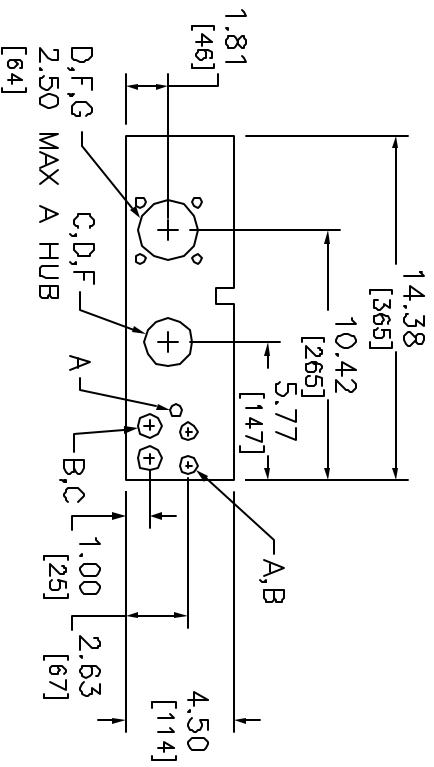 14.38
[365]
10.42
[265]
5.77
[147]
A,B
1.81
[46]
D,F,G
2.50 MAX A HUB
[64]
C,D,F
A
B,C
1.00
[25]
2.63
[67]
4.50
[114]